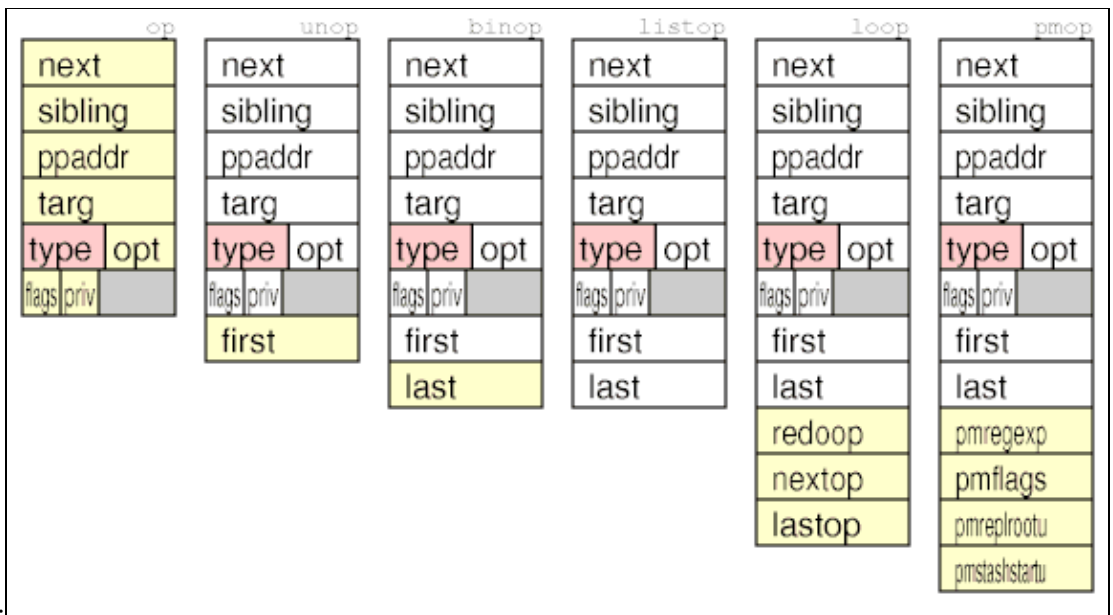 op unop binop listop loop pmop
next next next next next next
sibling sibling sibling sibling sibling sibling
ppaddr ppaddr ppaddr ppaddr ppaddr ppaddr
targ targ targ targ targ targ
type opt type opt type opt type opt type opt type opt
flags priv flags priv flags priv flags priv flags priv flags priv
first first first first first
last last last last
redoop pmregexp
nextop pmflags
lastop pmreplrootu
pmstashstartu